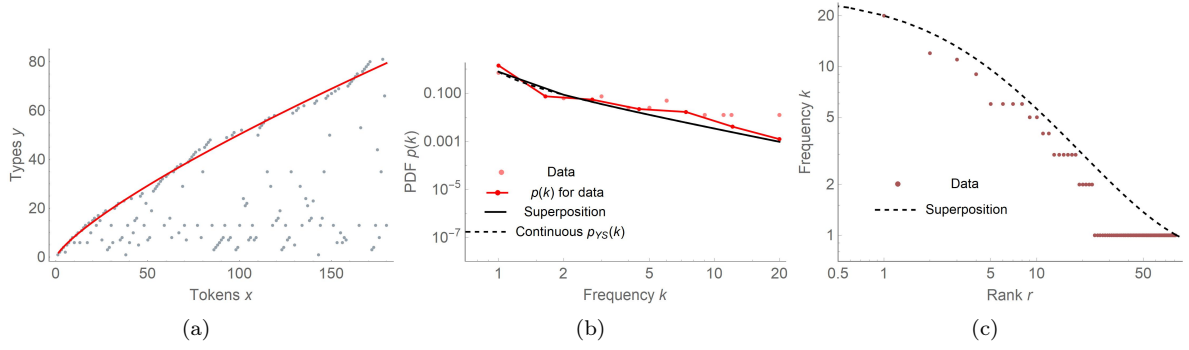 80
60
40
20
0
Types y
0
50
100
150
Tokens x
(a)
0.100
0.001
10^-5
10^-7
PDF p(k)
Data
p(k) for data
Superposition
Continuous p_YS(k)
1
2
5
10
20
Frequency k
(b)
20
10
5
2
1
Frequency k
Data
Superposition
0.5
1
5
10
50
Rank r
(c)